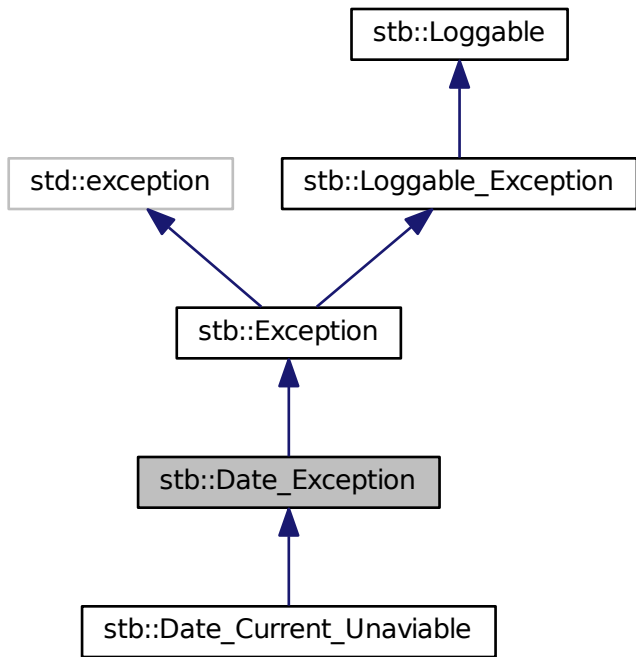 stb::Loggable
std::exception
stb::Loggable_Exception
stb::Exception
stb::Date_Exception
stb::Date_Current_Unaviable